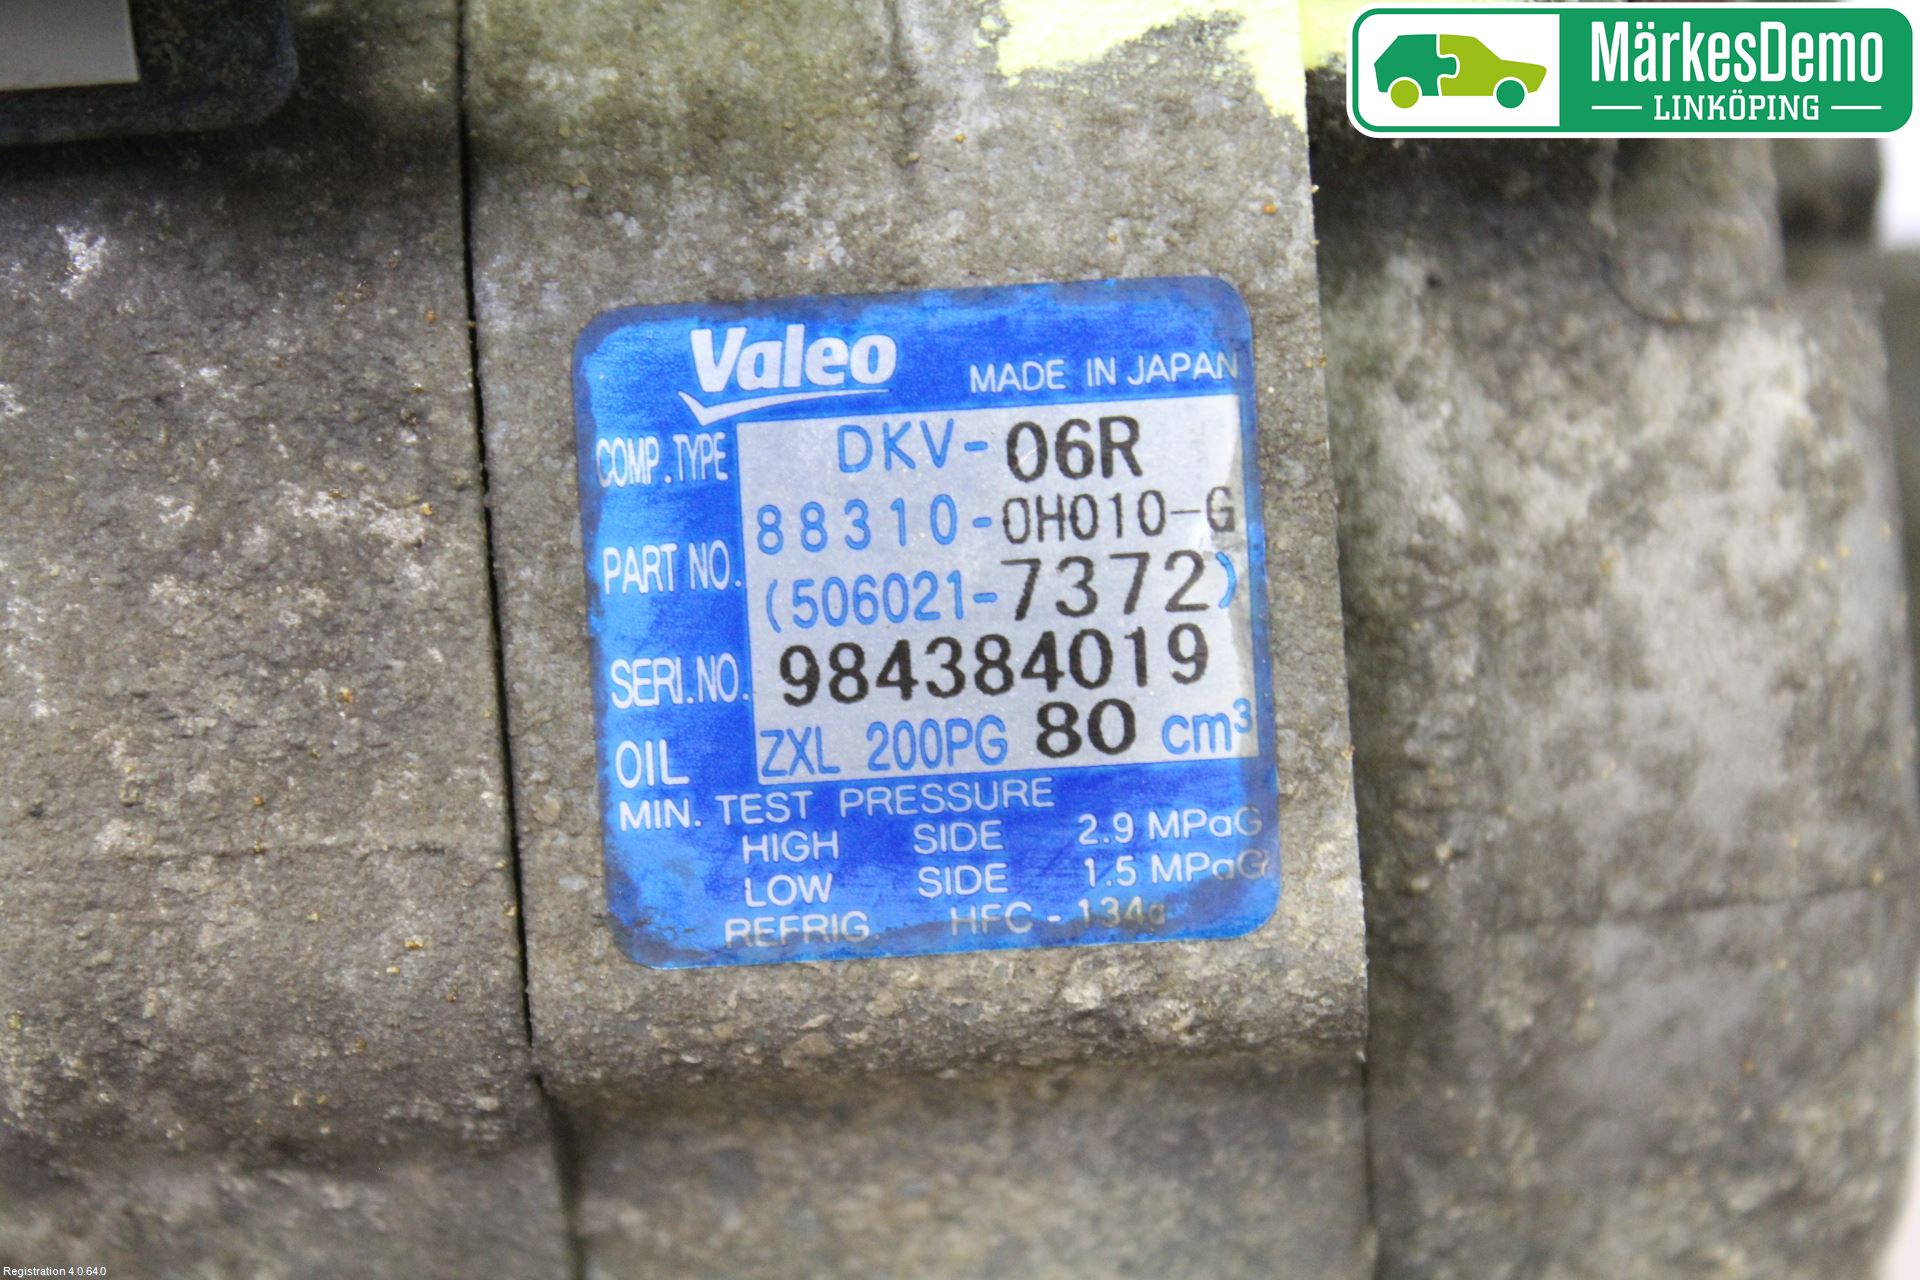 MärkesDemo
LINKÖPING
Valeo
MADE IN JAPAN
COMP.TYPE DKV-06R
PART NO. 88310-0H010-G
(506021-7372)
SERI.NO. 984384019
OIL ZXL 200PG 80 cm³
MIN. TEST PRESSURE
HIGH SIDE 2.9 MPaG
LOW SIDE 1.5 MPaG
REFRIG. HFC-134a
Registration 4.0.64.0